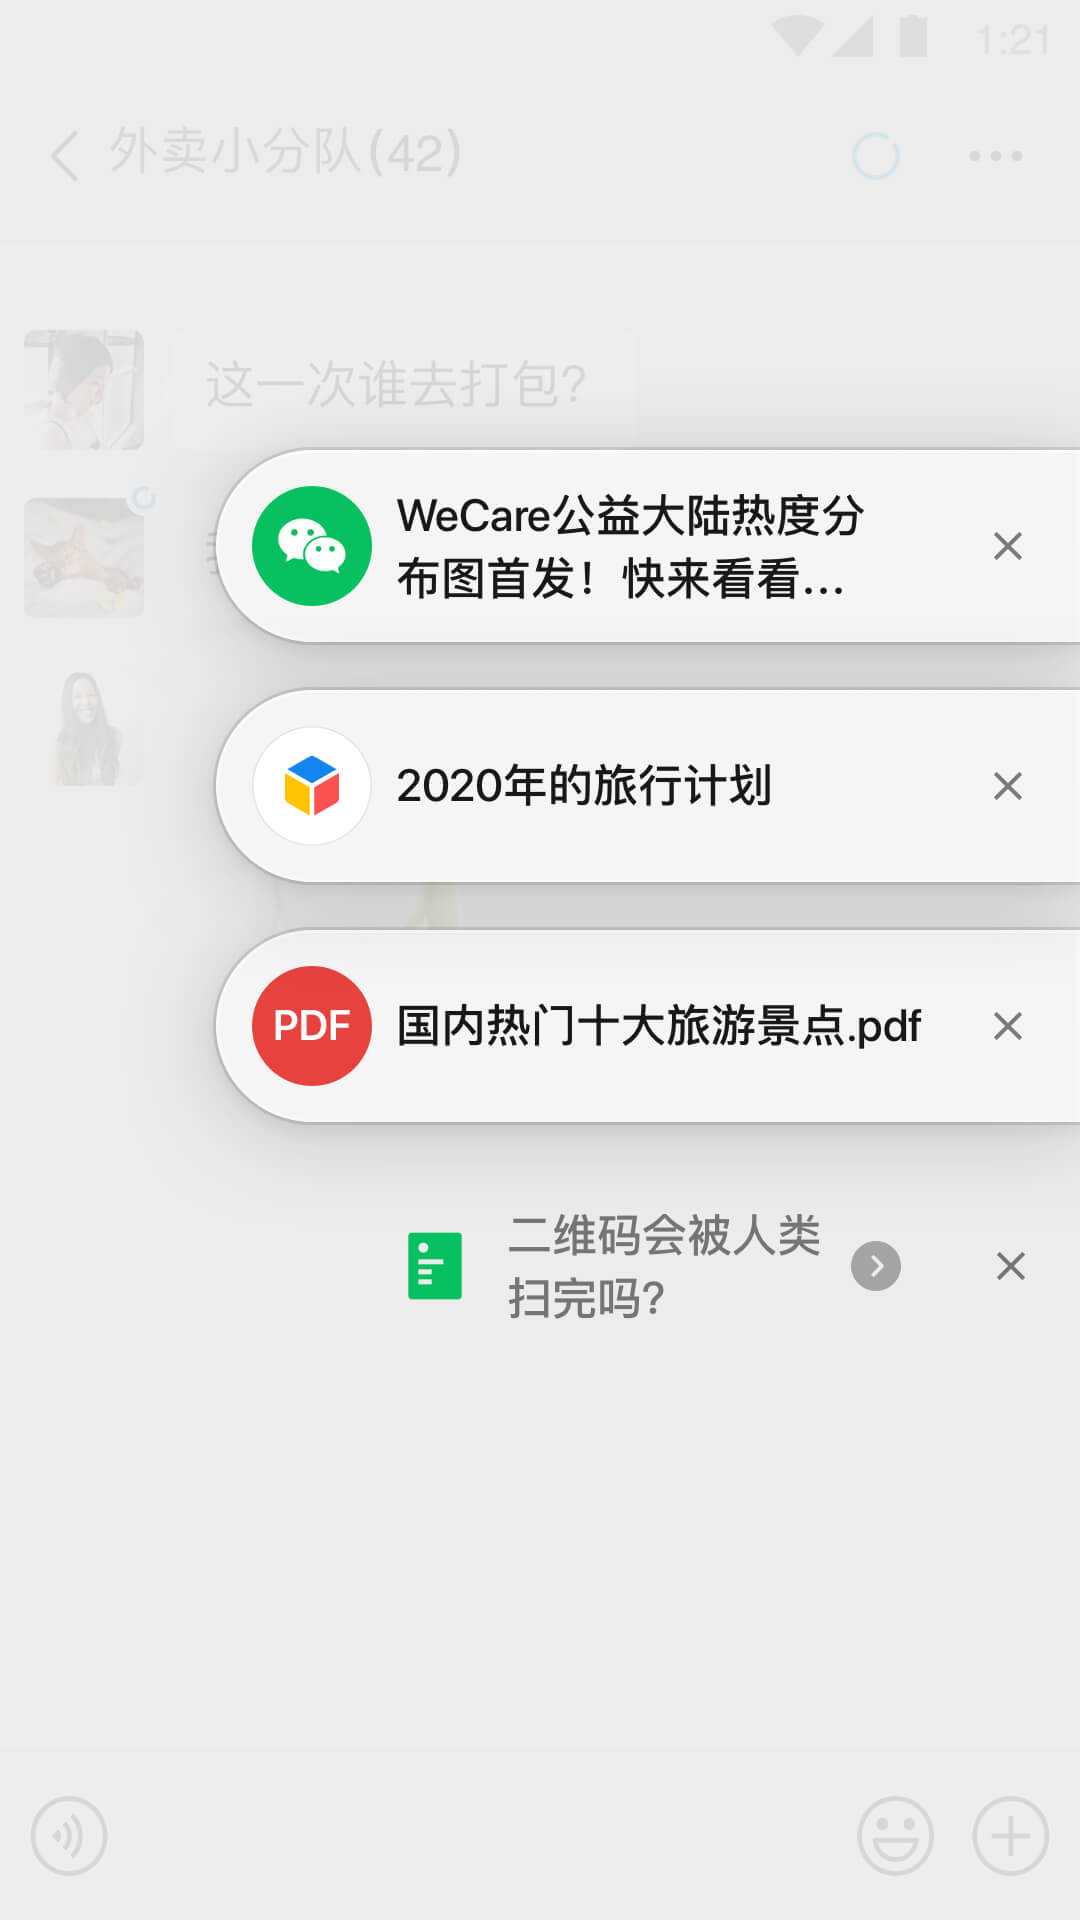 1:21
外卖小分队(42)
这一次谁去打包?
WeCare公益大陆热度分
布图首发！快来看看...
2020年的旅行计划
PDF
国内热门十大旅游景点.pdf
二维码会被人类
扫完吗?